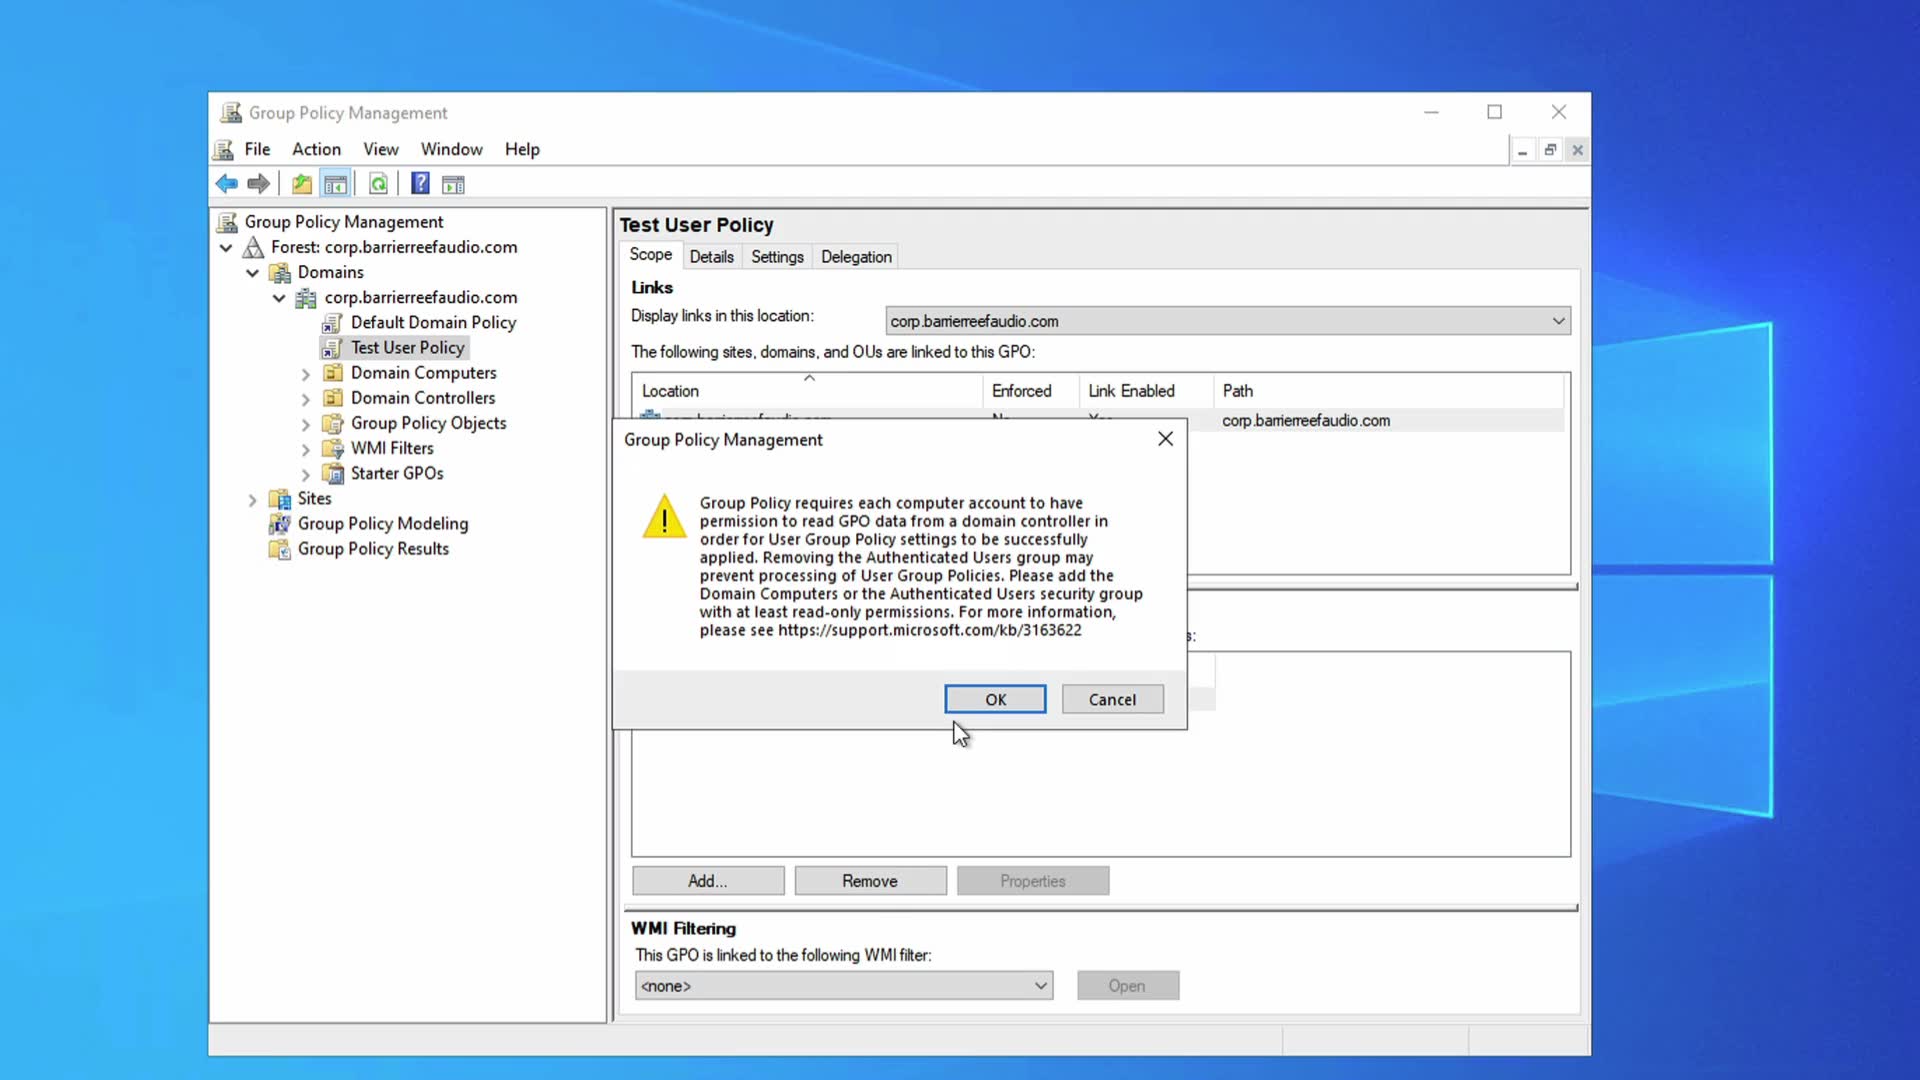 Group Policy Management
File Action View Window Help
Group Policy Management
Forest: corp.barrierreefaudio.com
Domains
corp.barrierreefaudio.com
Default Domain Policy
Test User Policy
Domain Computers
Domain Controllers
Group Policy Objects
WMI Filters
Starter GPOs
Sites
Group Policy Modeling
Group Policy Results
Test User Policy
Scope Details Settings Delegation
Links
Display links in this location: corp.barrierreefaudio.com
The following sites, domains, and OUs are linked to this GPO:
Location Enforced Link Enabled Path
corp.barrierreefaudio.com No Yes corp.barrierreefaudio.com
Group Policy Management
Group Policy requires each computer account to have
permission to read GPO data from a domain controller in
order for User Group Policy settings to be successfully
applied. Removing the Authenticated Users group may
prevent processing of User Group Policies. Please add the
Domain Computers or the Authenticated Users security group
with at least read-only permissions. For more information,
please see https://support.microsoft.com/kb/3163622
OK Cancel
Add... Remove Properties
WMI Filtering
This GPO is linked to the following WMI filter:
<none> Open